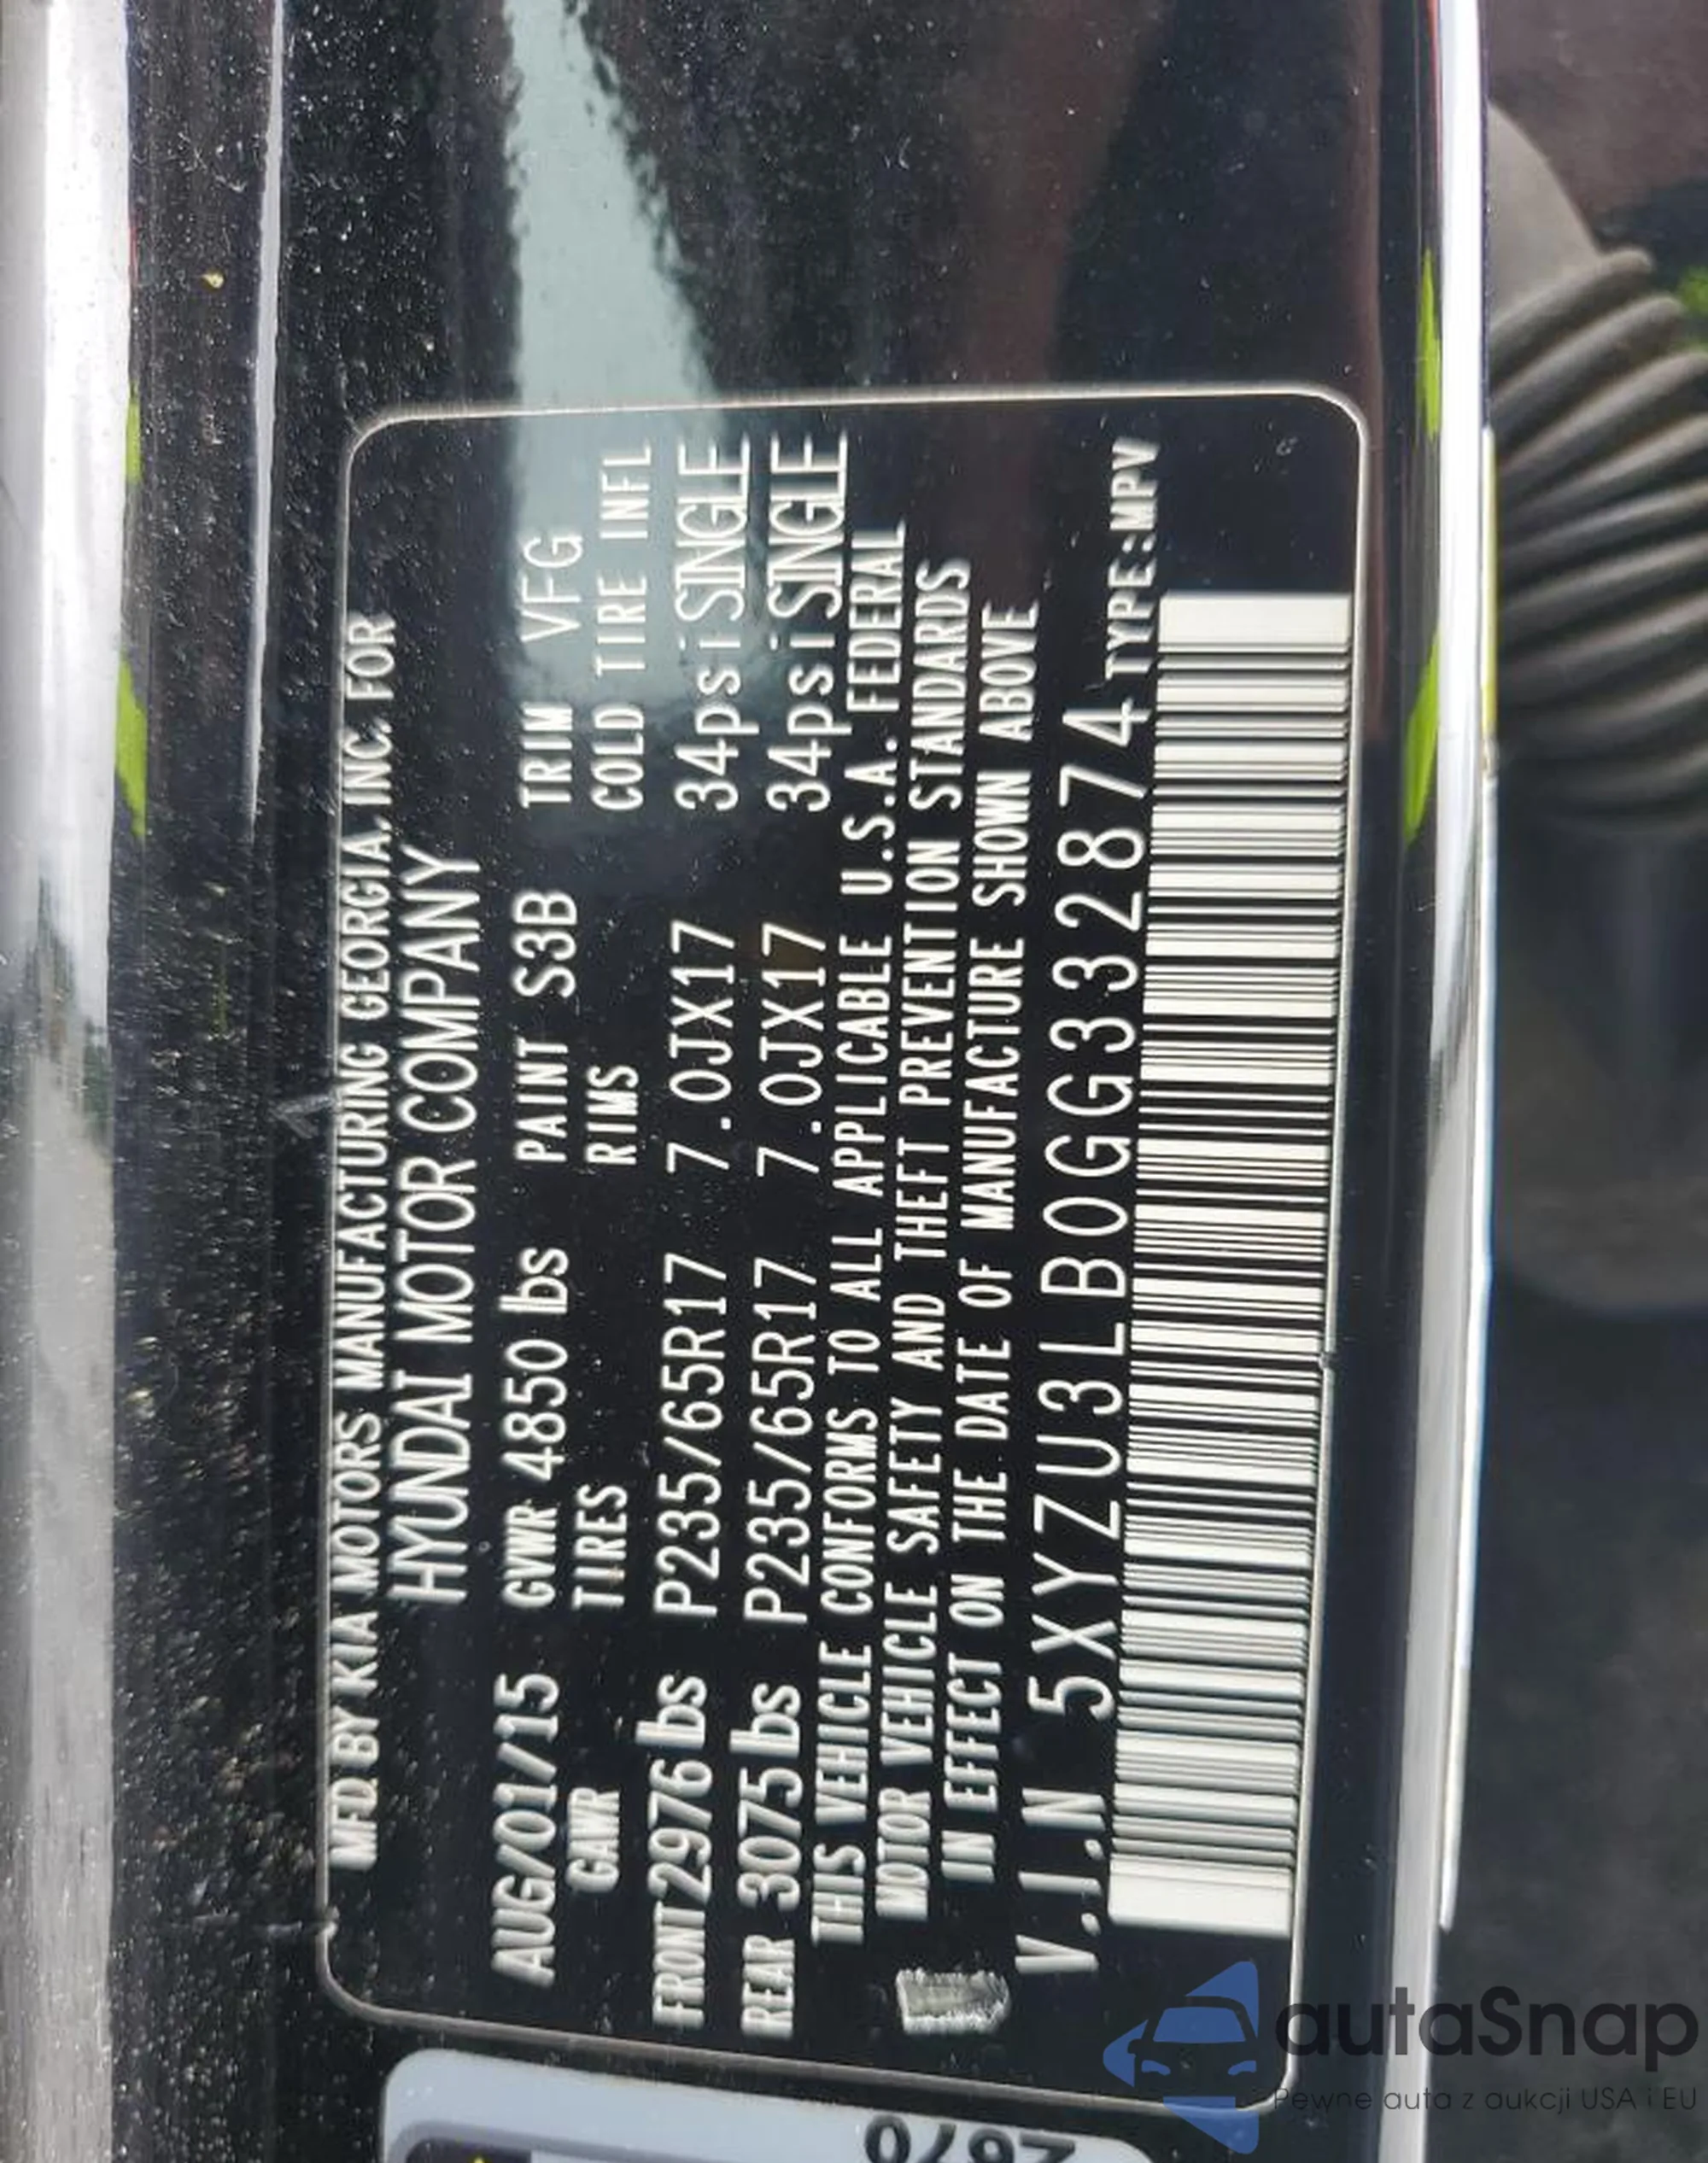 MFD BY KIA MOTORS MANUFACTURING GEORGIA, INC. FOR
HYUNDAI MOTOR COMPANY
AUG/01/15 GVWR 4850 lbs PAINT S3B TRIM VFG
GAWR TIRES RIMS COLD TIRE INFL
FRONT 2976 lbs P235/65R17 7.0JX17 34psi SINGLE
REAR 3075 lbs P235/65R17 7.0JX17 34psi SINGLE
THIS VEHICLE CONFORMS TO ALL APPLICABLE U.S.A. FEDERAL
MOTOR VEHICLE SAFETY AND THEFT PREVENTION STANDARDS
IN EFFECT ON THE DATE OF MANUFACTURE SHOWN ABOVE
V.I.N 5XYZU3LB0GG332874 TYPE:MPV
autaSnap
Pewne auta z aukcji USA i EU